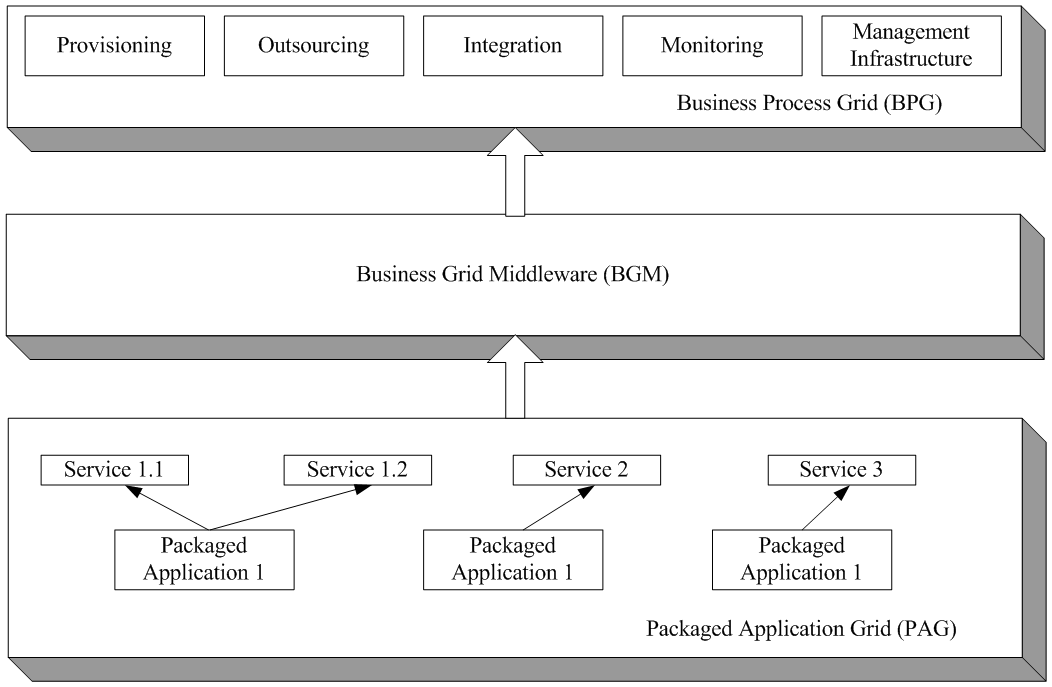 Provisioning
Outsourcing
Integration
Monitoring
Management
Infrastructure
Business Process Grid (BPG)
Business Grid Middleware (BGM)
Service 1.1
Service 1.2
Service 2
Service 3
Packaged
Application 1
Packaged
Application 1
Packaged
Application 1
Packaged Application Grid (PAG)